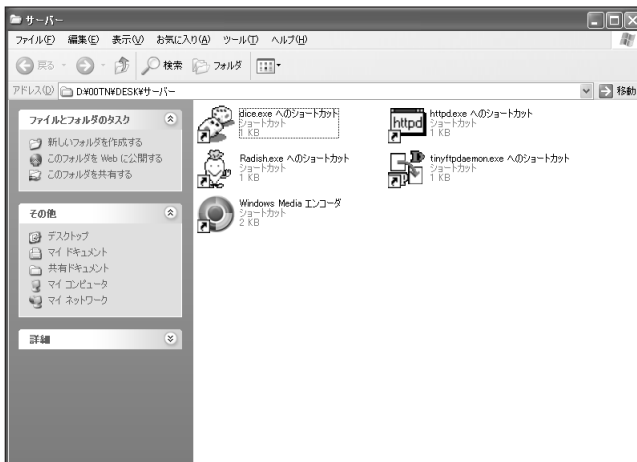 サーバー
ファイル(F) 編集(E) 表示(V) お気に入り(A) ツール(T) ヘルプ(H)
戻る 検索 フォルダ
アドレス(D) D:¥00TN¥DESK¥サーバー 移動
ファイルとフォルダのタスク
新しいフォルダを作成する
このフォルダを Web に公開する
このフォルダを共有する
その他
デスクトップ
マイ ドキュメント
共有ドキュメント
マイ コンピュータ
マイ ネットワーク
詳細
dice.exe へのショートカット
ショートカット
1 KB
httpd
httpd.exe へのショートカット
ショートカット
1 KB
Radish.exe へのショートカット
ショートカット
1 KB
tinyftpdaemon.exe へのショートカット
ショートカット
1 KB
Windows Media エンコーダ
ショートカット
2 KB